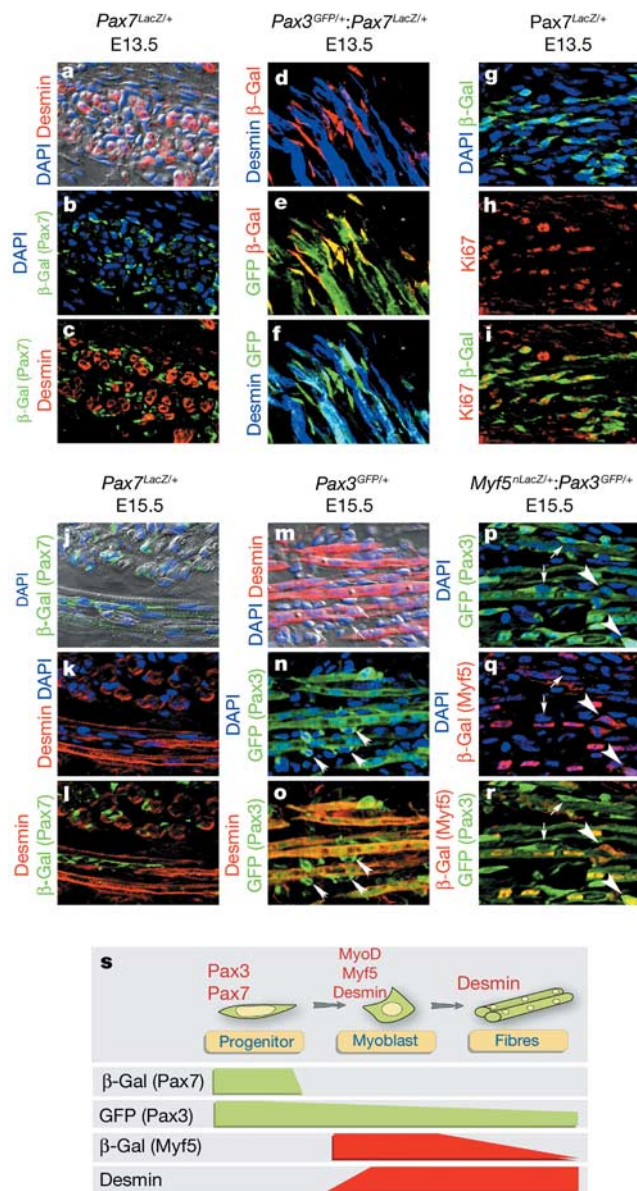 Pax7LacZ/+
E13.5
Pax3GFP/+:Pax7LacZ/+
E13.5
Pax7LacZ/+
E13.5
a
DAPI Desmin
d
Desmin β-Gal
g
DAPI β-Gal
b
DAPI
β-Gal (Pax7)
e
GFP β-Gal
h
Ki67
c
β-Gal (Pax7)
Desmin
f
Desmin GFP
i
Ki67 β-Gal
Pax7LacZ/+
E15.5
Pax3GFP/+
E15.5
Myf5nLacZ/+:Pax3GFP/+
E15.5
j
DAPI
β-Gal (Pax7)
m
DAPI Desmin
p
DAPI
GFP (Pax3)
k
Desmin DAPI
n
DAPI
GFP (Pax3)
q
DAPI
β-Gal (Myf5)
l
Desmin
β-Gal (Pax7)
o
Desmin
GFP (Pax3)
r
β-Gal (Myf5)
GFP (Pax3)
s
Pax3
Pax7
MyoD
Myf5
Desmin
Desmin
Progenitor
Myoblast
Fibres
β-Gal (Pax7)
GFP (Pax3)
β-Gal (Myf5)
Desmin